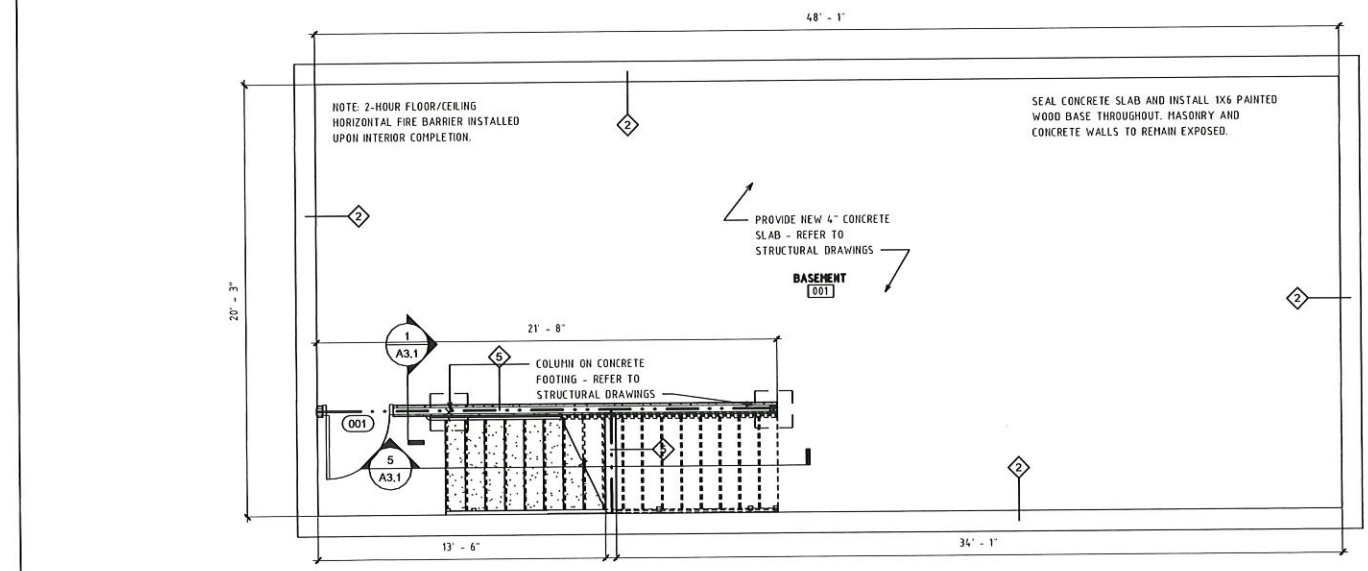 48' - 1"
NOTE: 2-HOUR FLOOR/CEILING
HORIZONTAL FIRE BARRIER INSTALLED
UPON INTERIOR COMPLETION.
2
SEAL CONCRETE SLAB AND INSTALL 1X6 PAINTED
WOOD BASE THROUGHOUT. MASONRY AND
CONCRETE WALLS TO REMAIN EXPOSED.
2
PROVIDE NEW 4" CONCRETE
SLAB - REFER TO
STRUCTURAL DRAWINGS
BASEMENT
001
2
20' - 3"
21' - 8"
1
A3.1
5
COLUMN ON CONCRETE
FOOTING - REFER TO
STRUCTURAL DRAWINGS
001
5
A3.1
5
2
13' - 6"
34' - 1"